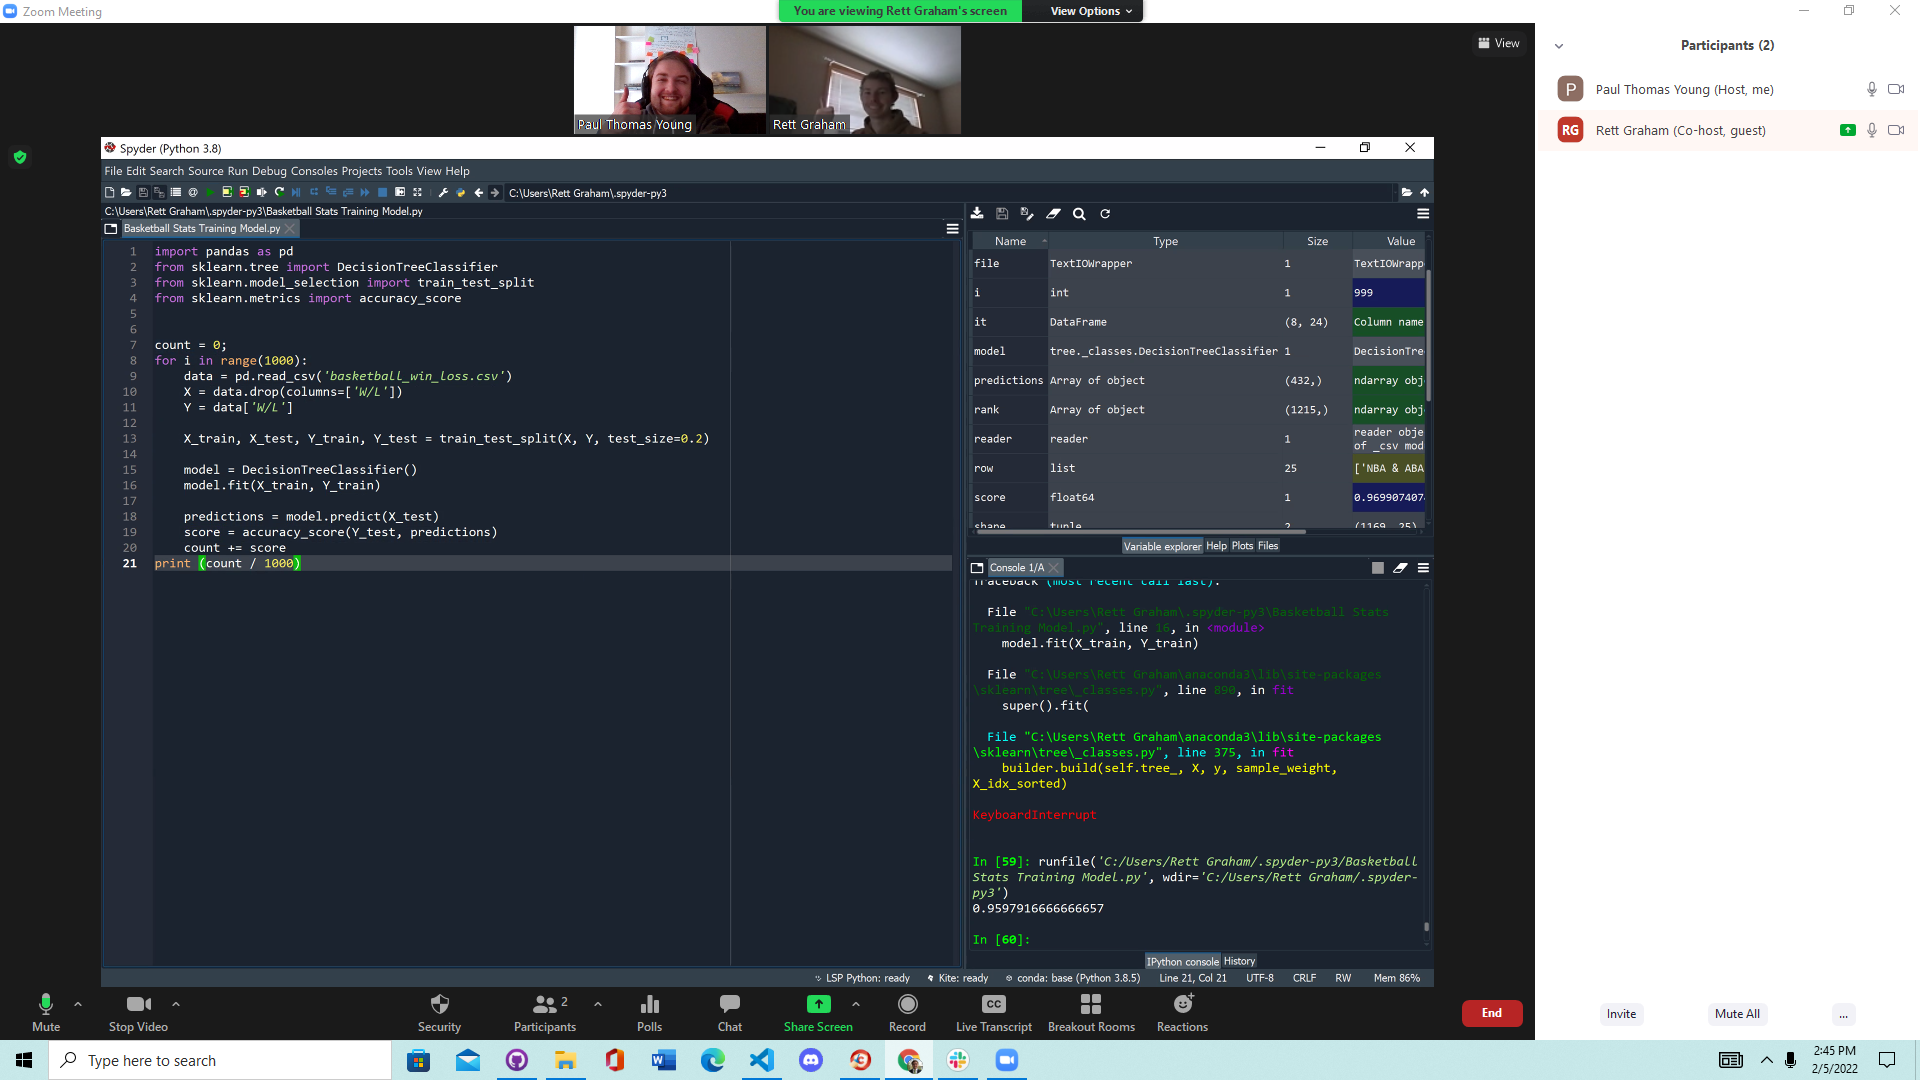 Zoom Meeting
You are viewing Rett Graham's screen
View Options
View
Paul Thomas Young
Rett Graham
Participants (2)
P
Paul Thomas Young (Host, me)
RG
Rett Graham (Co-host, guest)
Spyder (Python 3.8)
File Edit Search Source Run Debug Consoles Projects Tools View Help
C:\Users\Rett Graham\.spyder-py3
C:\Users\Rett Graham\.spyder-py3\Basketball Stats Training Model.py
Basketball Stats Training Model.py
1 import pandas as pd
2 from sklearn.tree import DecisionTreeClassifier
3 from sklearn.model_selection import train_test_split
4 from sklearn.metrics import accuracy_score
5
6
7 count = 0;
8 for i in range(1000):
9 data = pd.read_csv('basketball_win_loss.csv')
10 X = data.drop(columns=['W/L'])
11 Y = data['W/L']
12
13 X_train, X_test, Y_train, Y_test = train_test_split(X, Y, test_size=0.2)
14
15 model = DecisionTreeClassifier()
16 model.fit(X_train, Y_train)
17
18 predictions = model.predict(X_test)
19 score = accuracy_score(Y_test, predictions)
20 count += score
21 print (count / 1000)
Name Type Size Value
file TextIOWrapper 1 TextIOWrapp
i int 1 999
it DataFrame (8, 24) Column name
model tree._classes.DecisionTreeClassifier 1 DecisionTre
predictions Array of object (432,) ndarray obj
rank Array of object (1215,) ndarray obj
reader reader 1 reader obje
of _csv mod
row list 25 ['NBA & ABA
score float64 1 0.969907407
share tuple 2 (1169, 25)
Variable explorer Help Plots Files
Console 1/A
Traceback (most recent call last):
File "C:\Users\Rett Graham\.spyder-py3\Basketball Stats
Training Model.py", line 16, in <module>
model.fit(X_train, Y_train)
File "C:\Users\Rett Graham\anaconda3\lib\site-packages
\sklearn\tree\_classes.py", line 890, in fit
super().fit(
File "C:\Users\Rett Graham\anaconda3\lib\site-packages
\sklearn\tree\_classes.py", line 375, in fit
builder.build(self.tree_, X, y, sample_weight,
X_idx_sorted)
KeyboardInterrupt
In [59]: runfile('C:/Users/Rett Graham/.spyder-py3/Basketball
Stats Training Model.py', wdir='C:/Users/Rett Graham/.spyder-
py3')
0.9597916666666657
In [60]:
IPython console History
LSP Python: ready Kite: ready conda: base (Python 3.8.5) Line 21, Col 21 UTF-8 CRLF RW Mem 86%
Mute
Stop Video
Security
2
Participants
Polls
Chat
Share Screen
Record
CC
Live Transcript
Breakout Rooms
Reactions
End
Invite
Mute All
...
Type here to search
2:45 PM
2/5/2022